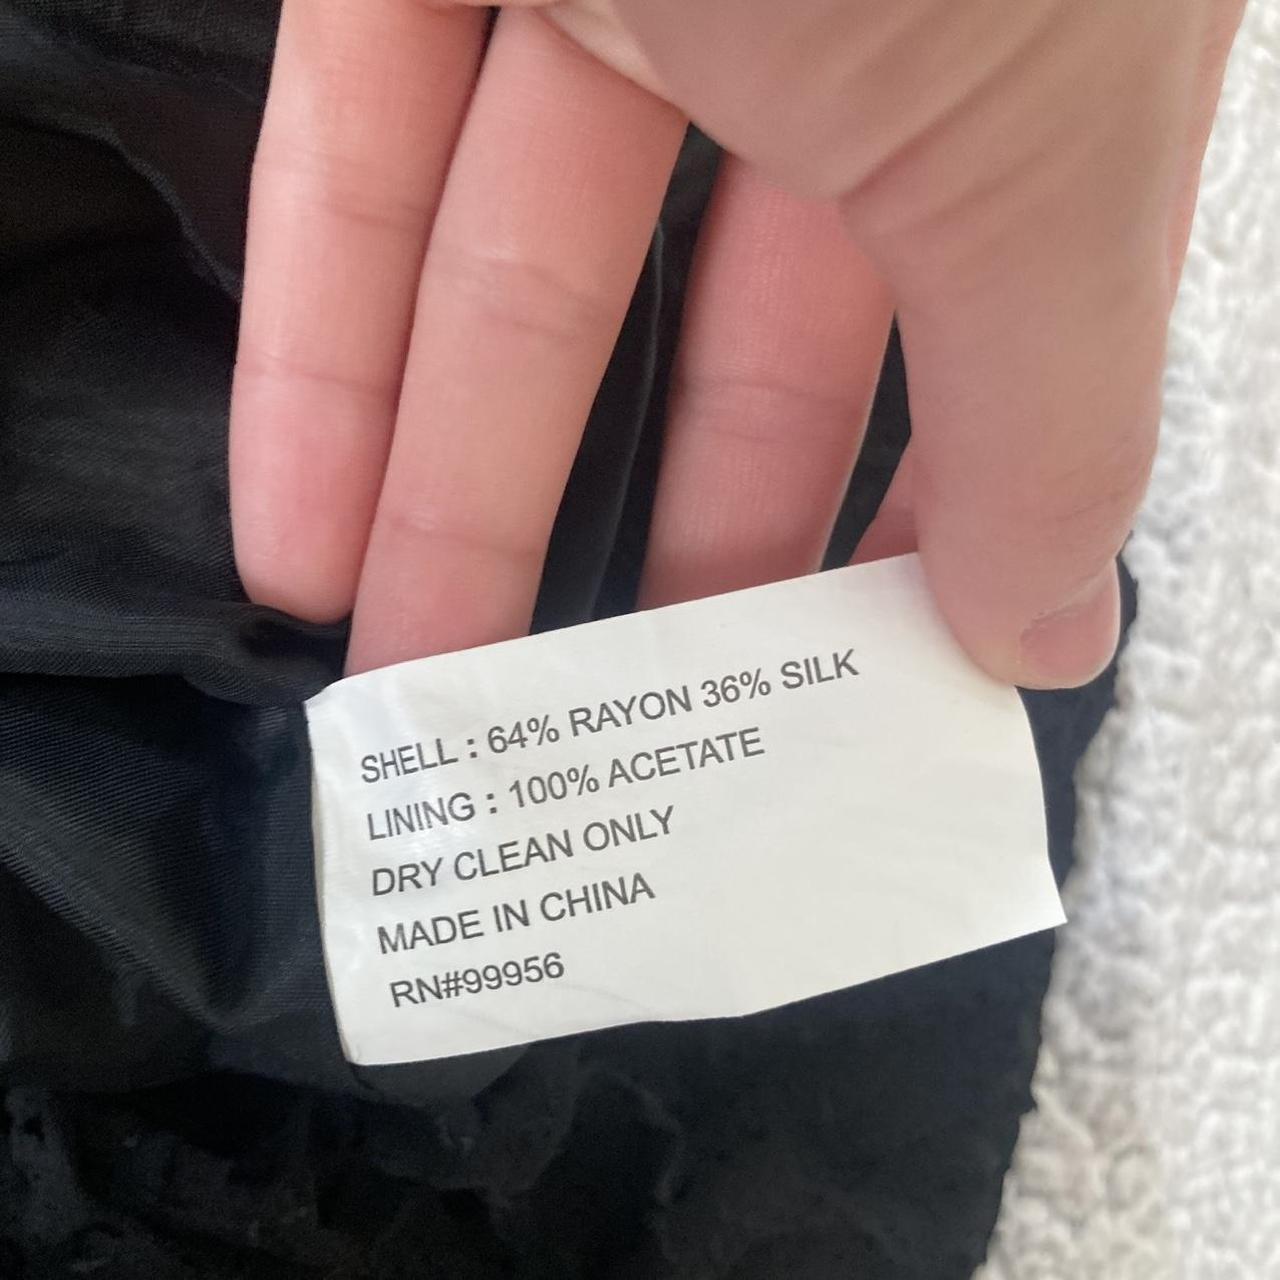 SHELL : 64% RAYON 36% SILK
LINING : 100% ACETATE
DRY CLEAN ONLY
MADE IN CHINA
RN#99956